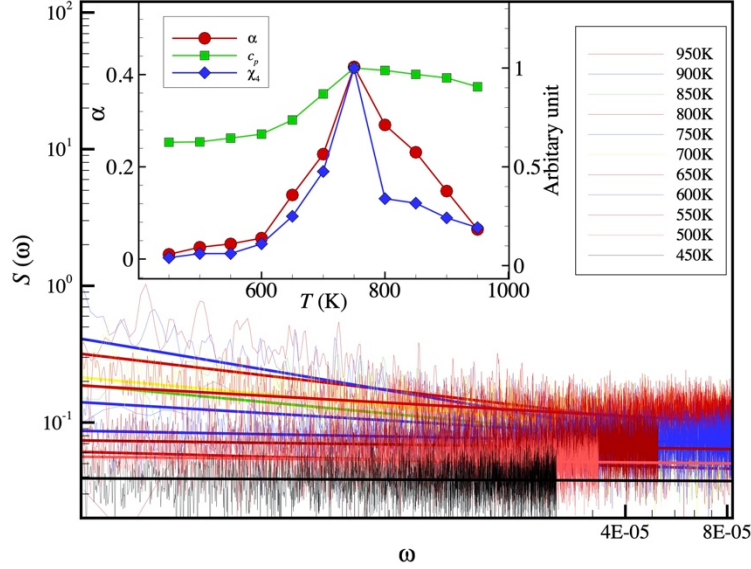 10²
α
c_p
χ₄
0.4
0.2
0
α
1
0.5
0
Arbitary unit
600
800
1000
T (K)
950K
900K
850K
800K
750K
700K
650K
600K
550K
500K
450K
10¹
10⁰
10⁻¹
S (ω)
4E-05
8E-05
ω